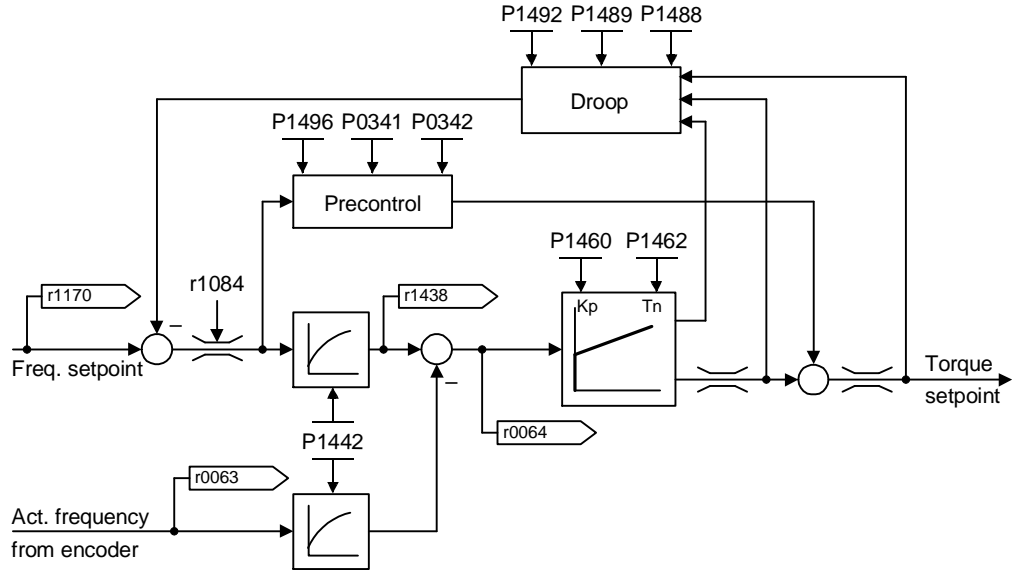 P1492 P1489 P1488
Droop
P1496 P0341 P0342
Precontrol
P1460 P1462
r1170
r1084
r1438
Kp Tn
Freq. setpoint
Torque
setpoint
P1442
r0064
r0063
Act. frequency
from encoder